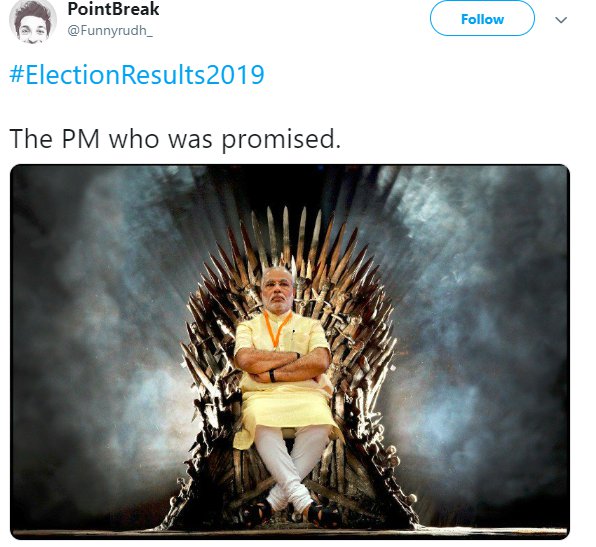 PointBreak
@Funnyrudh_
Follow
#ElectionResults2019
The PM who was promised.